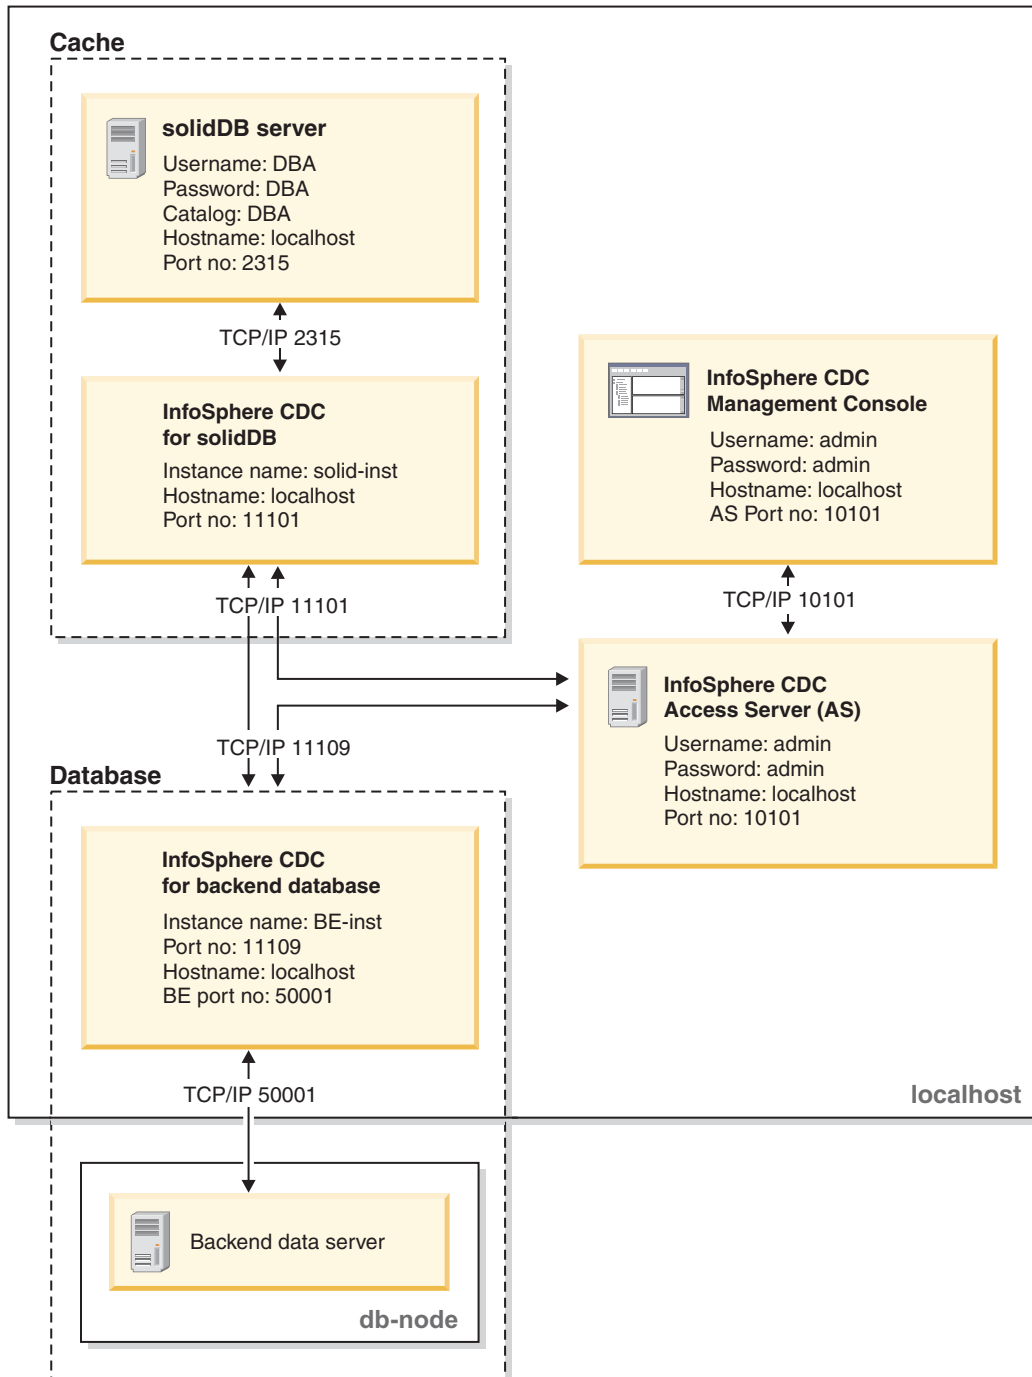 Cache
solidDB server
Username: DBA
Password: DBA
Catalog: DBA
Hostname: localhost
Port no: 2315
TCP/IP 2315
InfoSphere CDC
for solidDB
Instance name: solid-inst
Hostname: localhost
Port no: 11101
TCP/IP 11101
InfoSphere CDC
Management Console
Username: admin
Password: admin
Hostname: localhost
AS Port no: 10101
TCP/IP 10101
InfoSphere CDC
Access Server (AS)
Username: admin
Password: admin
Hostname: localhost
Port no: 10101
TCP/IP 11109
Database
InfoSphere CDC
for backend database
Instance name: BE-inst
Port no: 11109
Hostname: localhost
BE port no: 50001
TCP/IP 50001
localhost
Backend data server
db-node